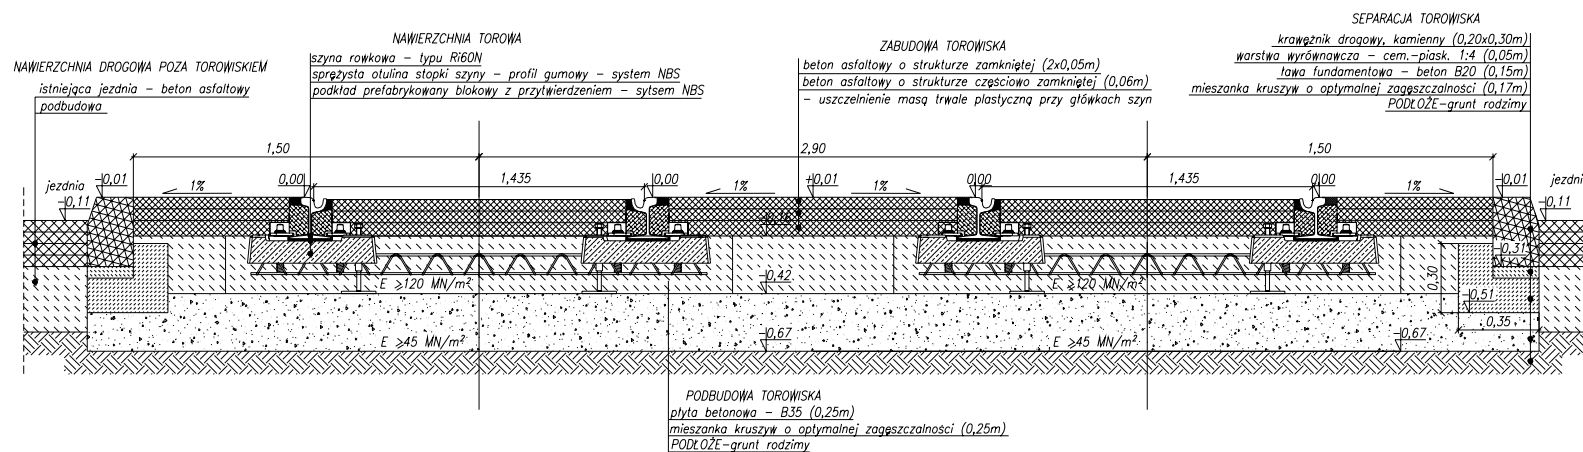 SEPARACJA TOROWISKA
krawężnik drogowy, kamienny (0,20x0,30m)
warstwa wyrównawcza – cem.–piask. 1:4 (0,05m)
ława fundamentowa – beton B20 (0,15m)
mieszanka kruszyw o optymalnej zagęszczalności (0,17m)
PODŁOŻE–grunt rodzimy
NAWIERZCHNIA TOROWA
szyna rowkowa – typu Ri60N
sprężysta otulina stopki szyny – profil gumowy – system NBS
podkład prefabrykowany blokowy z przytwierdzeniem – sytsem NBS
ZABUDOWA TOROWISKA
beton asfaltowy o strukturze zamkniętej (2x0,05m)
beton asfaltowy o strukturze częściowo zamkniętej (0,06m)
– uszczelnienie masą trwale plastyczną przy główkach szyn
NAWIERZCHNIA DROGOWA POZA TOROWISKIEM
istniejąca jezdnia – beton asfaltowy
podbudowa
1,50
2,90
1,50
jezdnia
–0,01
1%
0,00
1,435
0,00
1%
+0,01
1%
0,00
1,435
0,00
1%
–0,01
jezdni
–0,11
–0,11
–0,16
–0,31
E ≥120 MN/m²
–0,42
E ≥120 MN/m²
0,30
–0,51
0,35
E ≥45 MN/m²
–0,67
E ≥45 MN/m²
–0,67
PODBUDOWA TOROWISKA
płyta betonowa – B35 (0,25m)
mieszanka kruszyw o optymalnej zagęszczalności (0,25m)
PODŁOŻE–grunt rodzimy